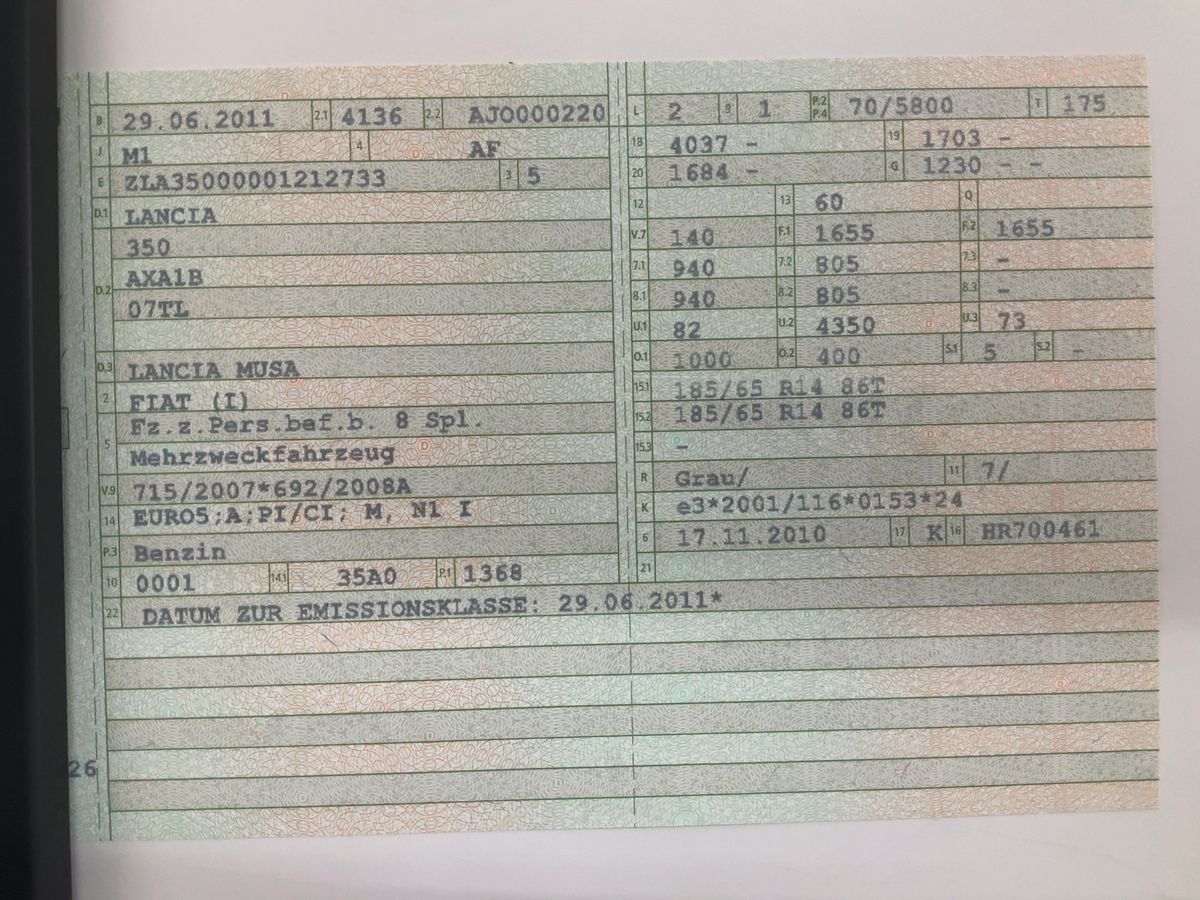 B 29.06.2011 2.1 4136 2.2 AJO000220
J M1 4 AF
E ZLA35000001212733 3 5
D.1 LANCIA
350
D.2 AXA1B
07TL
D.3 LANCIA MUSA
2 FIAT (I)
Fz.z.Pers.bef.b. 8 Spl.
5 Mehrzweckfahrzeug
V.9 715/2007*692/2008A
14 EURO5;A;PI/CI; M, N1 I
P.3 Benzin
10 0001 14.1 35A0 P.1 1368
22 DATUM ZUR EMISSIONSKLASSE: 29.06.2011*
26
L 2 9 1 P.2 P.4 70/5800 T 175
18 4037 - 19 1703 -
20 1684 - G 1230 - -
12 13 60 Q
V.7 140 F.1 1655 F.2 1655
7.1 940 7.2 805 7.3 -
8.1 940 8.2 805 8.3 -
U.1 82 U.2 4350 U.3 73
O.1 1000 O.2 400 S.1 5 S.2 -
15.1 185/65 R14 86T
15.2 185/65 R14 86T
15.3 -
R Grau/ 11 7/
K e3*2001/116*0153*24
6 17.11.2010 17 K 16 HR700461
21